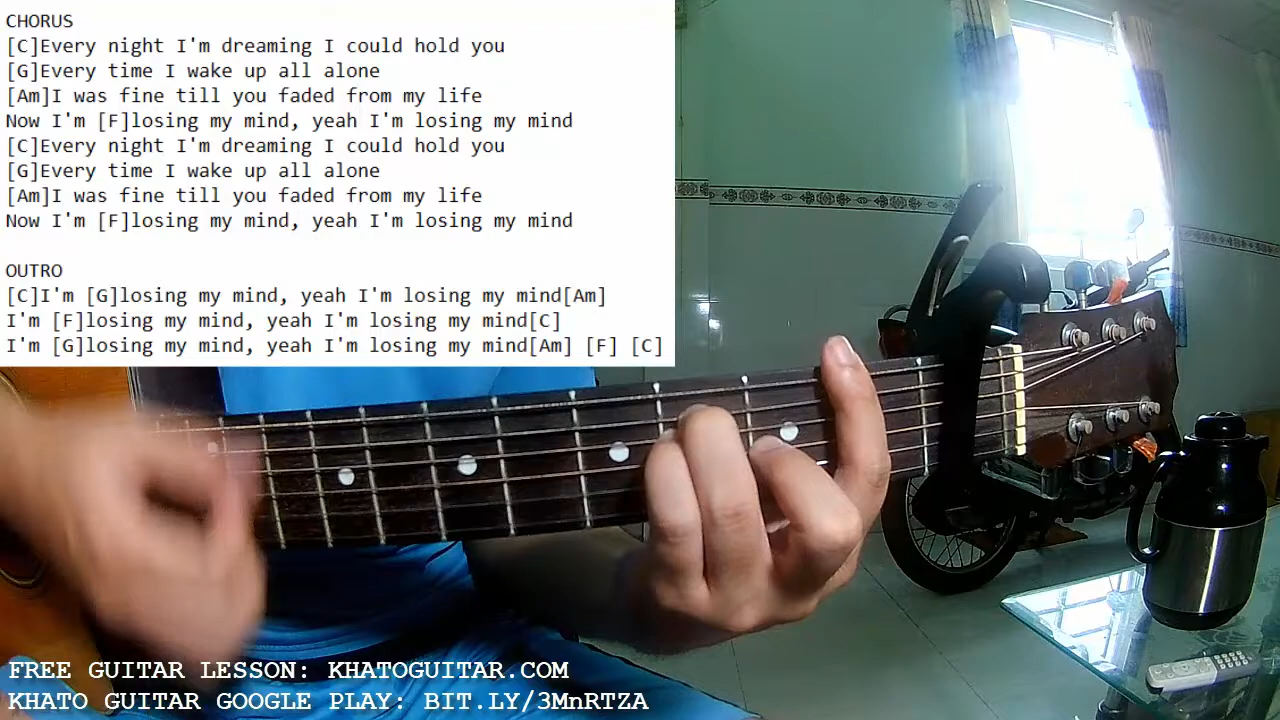 CHORUS
[C]Every night I'm dreaming I could hold you
[G]Every time I wake up all alone
[Am]I was fine till you faded from my life
Now I'm [F]losing my mind, yeah I'm losing my mind
[C]Every night I'm dreaming I could hold you
[G]Every time I wake up all alone
[Am]I was fine till you faded from my life
Now I'm [F]losing my mind, yeah I'm losing my mind
OUTRO
[C]I'm [G]losing my mind, yeah I'm losing my mind[Am]
I'm [F]losing my mind, yeah I'm losing my mind[C]
I'm [G]losing my mind, yeah I'm losing my mind[Am] [F] [C]
FREE GUITAR LESSON: KHATOGUITAR.COM
KHATO GUITAR GOOGLE PLAY: BIT.LY/3MnRTZA